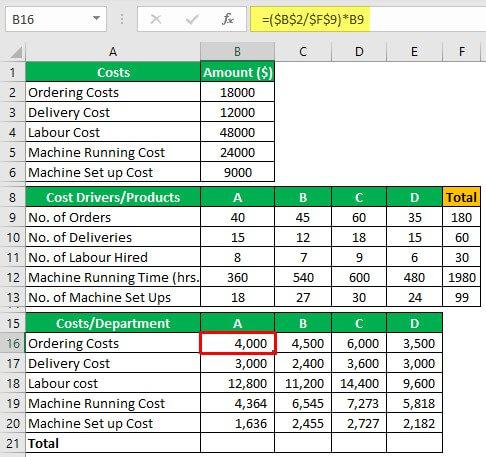 B16 =($B$2/$F$9)*B9
A B C D E F
1 Costs Amount ($)
2 Ordering Costs 18000
3 Delivery Cost 12000
4 Labour Cost 48000
5 Machine Running Cost 24000
6 Machine Set up Cost 9000
8 Cost Drivers/Products A B C D Total
9 No. of Orders 40 45 60 35 180
10 No. of Deliveries 15 12 18 15 60
11 No. of Labour Hired 8 7 9 6 30
12 Machine Running Time (hrs. 360 540 600 480 1980
13 No. of Machine Set Ups 18 27 30 24 99
15 Costs/Department A B C D
16 Ordering Costs 4,000 4,500 6,000 3,500
17 Delivery Cost 3,000 2,400 3,600 3,000
18 Labour cost 12,800 11,200 14,400 9,600
19 Machine Running Cost 4,364 6,545 7,273 5,818
20 Machine Set up Cost 1,636 2,455 2,727 2,182
21 Total